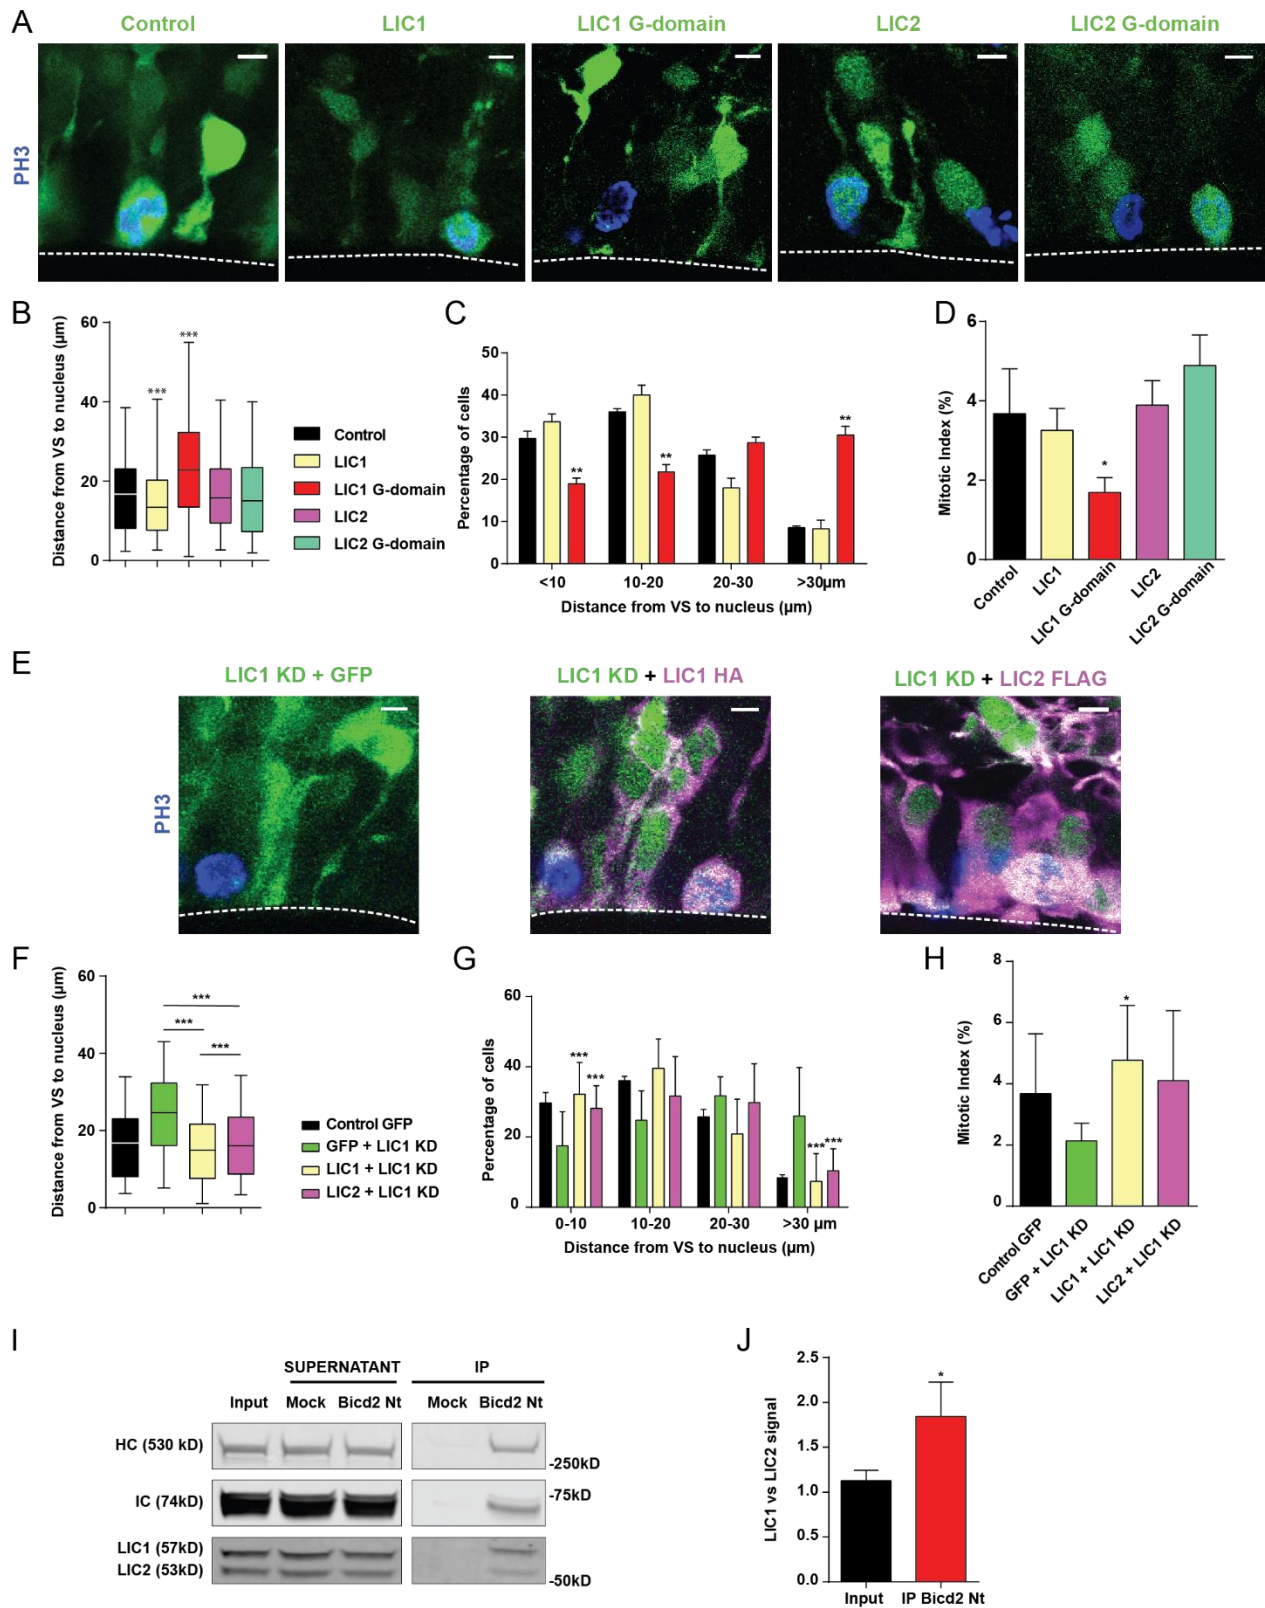 A
Control
LIC1
LIC1 G-domain
LIC2
LIC2 G-domain
PH3
B
Distance from VS to nucleus (µm)
60
40
20
0
***
***
Control
LIC1
LIC1 G-domain
LIC2
LIC2 G-domain
C
Percentage of cells
50
40
30
20
10
0
**
**
**
<10
10-20
20-30
>30µm
Distance from VS to nucleus (µm)
D
Mitotic Index (%)
6
4
2
0
*
Control
LIC1
LIC1 G-domain
LIC2
LIC2 G-domain
E
LIC1 KD + GFP
LIC1 KD + LIC1 HA
LIC1 KD + LIC2 FLAG
PH3
F
Distance from VS to nucleus (µm)
60
40
20
0
***
***
***
Control GFP
GFP + LIC1 KD
LIC1 + LIC1 KD
LIC2 + LIC1 KD
G
Percentage of cells
60
40
20
0
***
***
***
***
0-10
10-20
20-30
>30 µm
Distance from VS to nucleus (µm)
H
Mitotic Index (%)
8
6
4
2
0
*
Control GFP
GFP + LIC1 KD
LIC1 + LIC1 KD
LIC2 + LIC1 KD
I
SUPERNATANT
IP
Input
Mock
Bicd2 Nt
Mock
Bicd2 Nt
HC (530 kD)
-250kD
IC (74kD)
-75kD
LIC1 (57kD)
LIC2 (53kD)
-50kD
J
LIC1 vs LIC2 signal
2.5
2.0
1.5
1.0
0.5
0.0
*
Input
IP Bicd2 Nt